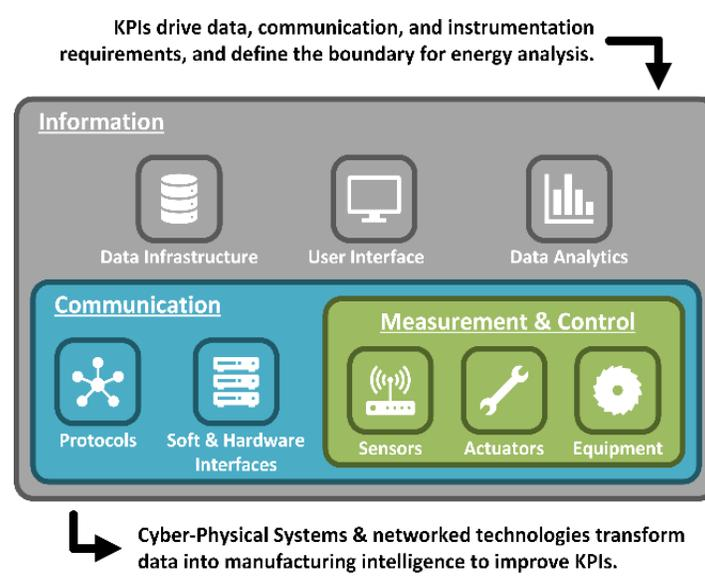 KPIs drive data, communication, and instrumentation
requirements, and define the boundary for energy analysis.
Information
Data Infrastructure
User Interface
Data Analytics
Communication
Measurement & Control
Protocols
Soft & Hardware
Interfaces
Sensors
Actuators
Equipment
Cyber-Physical Systems & networked technologies transform
data into manufacturing intelligence to improve KPIs.